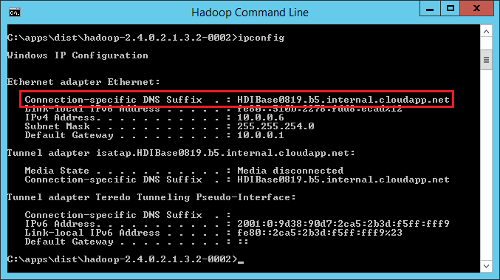 Hadoop Command Line
C:\apps\dist\hadoop-2.4.0.2.1.3.2-0002>ipconfig
Windows IP Configuration
Ethernet adapter Ethernet:
Connection-specific DNS Suffix . : HDIBase0819.b5.internal.cloudapp.net
Link-local IPv6 Address . . . . . :
IPv4 Address. . . . . . . . . . . : 10.0.0.6
Subnet Mask . . . . . . . . . . . : 255.255.254.0
Default Gateway . . . . . . . . . : 10.0.0.1
Tunnel adapter isatap.HDIBase0819.b5.internal.cloudapp.net:
Media State . . . . . . . . . . . : Media disconnected
Connection-specific DNS Suffix . : HDIBase0819.b5.internal.cloudapp.net
Tunnel adapter Teredo Tunneling Pseudo-Interface:
Connection-specific DNS Suffix . :
IPv6 Address. . . . . . . . . . . : 2001:0:9d38:90d7:2ca5:2b3d:f5ff:fff9
Link-local IPv6 Address . . . . . : fe80::2ca5:2b3d:f5ff:fff9%23
Default Gateway . . . . . . . . . : ::
C:\apps\dist\hadoop-2.4.0.2.1.3.2-0002>_